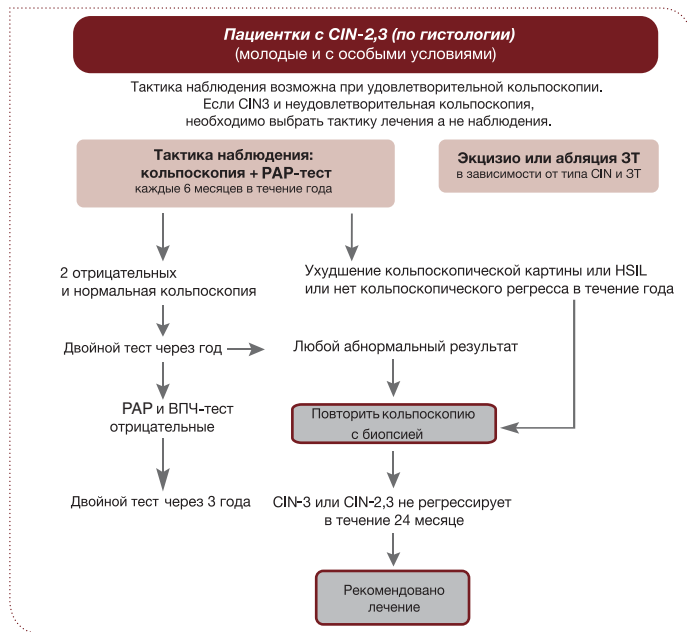 Пациентки с CIN-2,3 (по гистологии)
(молодые и с особыми условиями)
Тактика наблюдения возможна при удовлетворительной кольпоскопии.
Если CIN3 и неудовлетворительная кольпоскопия,
необходимо выбрать тактику лечения а не наблюдения.
Тактика наблюдения:
кольпоскопия + PAP-тест
каждые 6 месяцев в течение года
Экцизио или абляция ЗТ
в зависимости от типа CIN и ЗТ
2 отрицательных
и нормальная кольпоскопия
Ухудшение кольпоскопической картины или HSIL
или нет кольпоскопического регресса в течение года
Двойной тест через год
Любой абнормальный результат
PAP и ВПЧ-тест
отрицательные
Повторить кольпоскопию
с биопсией
Двойной тест через 3 года
CIN-3 или CIN-2,3 не регрессирует
в течение 24 месяце
Рекомендовано
лечение